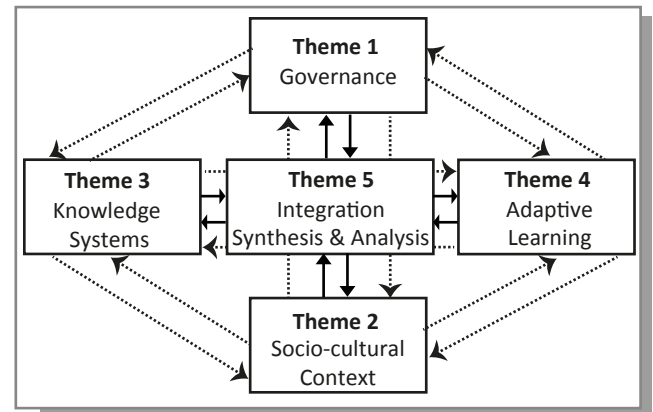 Theme 1
Governance
Theme 3
Knowledge
Systems
Theme 5
Integration
Synthesis & Analysis
Theme 4
Adaptive
Learning
Theme 2
Socio-cultural
Context